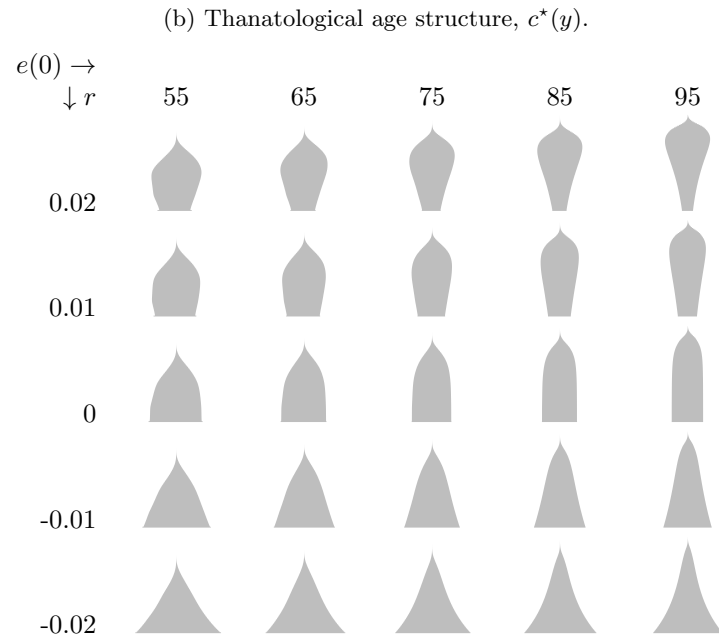 (b) Thanatological age structure, c⋆(y).
e(0) →
↓ r 55 65 75 85 95
0.02
0.01
0
-0.01
-0.02